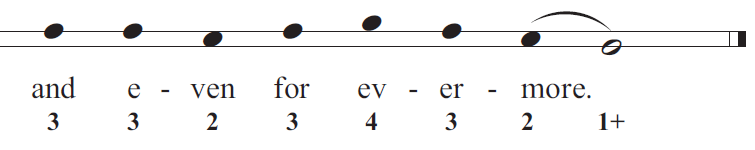 and e - ven for ev - er - more.
3 3 2 3 4 3 2 1+